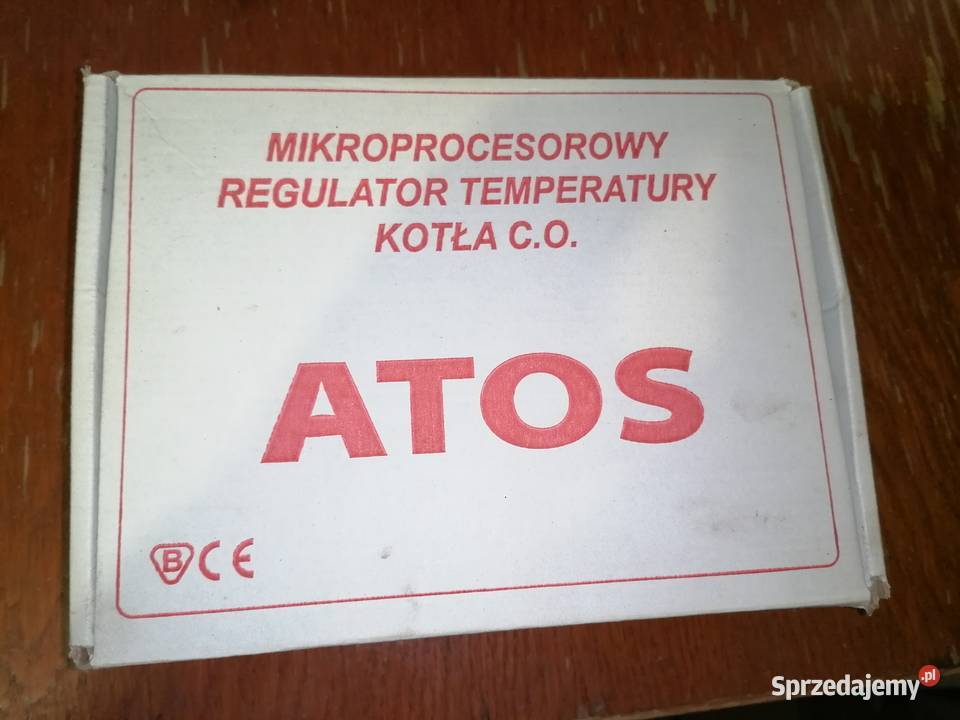 MIKROPROCESOROWY
REGULATOR TEMPERATURY
KOTŁA C.O.
ATOS
B CE
Sprzedajemy.pl